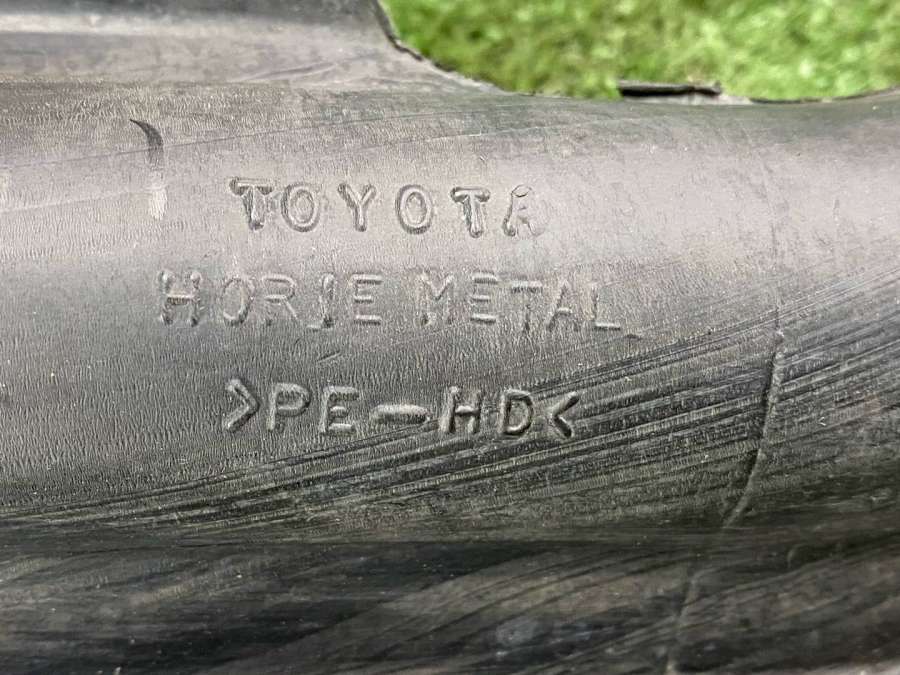 TOYOTA
HORIE METAL
>PE-HD<